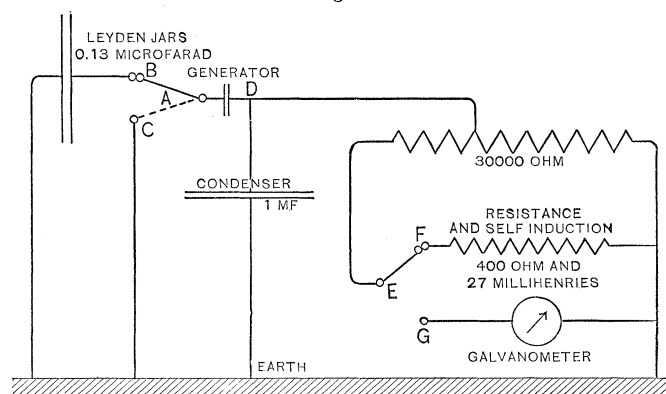 LEYDEN JARS
0.13 MICROFARAD
B
GENERATOR
D
A
C
30000 OHM
CONDENSER
1 MF
RESISTANCE
AND SELF INDUCTION
F
400 OHM AND
27 MILLIHENRIES
E
G
GALVANOMETER
EARTH